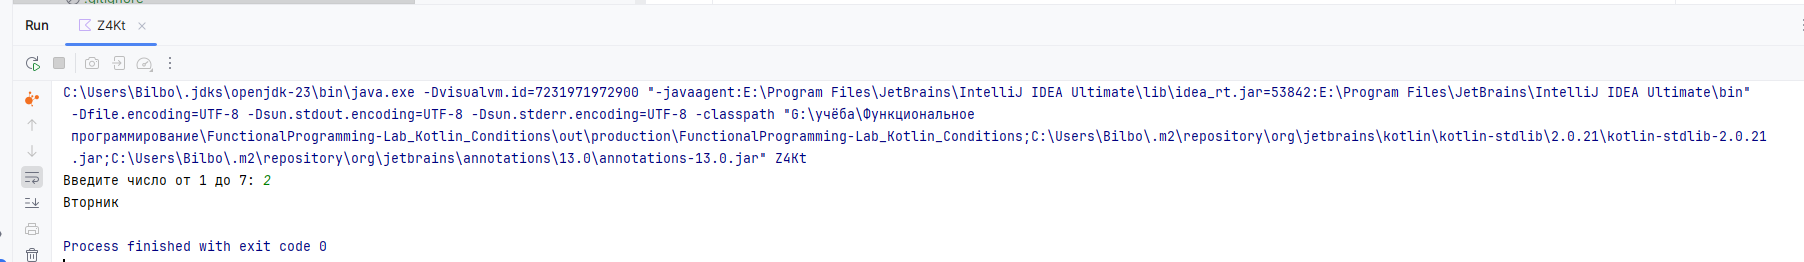 .gitignore
Run Z4Kt
C:\Users\Bilbo\.jdks\openjdk-23\bin\java.exe -Dvisualvm.id=7231971972900 "-javaagent:E:\Program Files\JetBrains\IntelliJ IDEA Ultimate\lib\idea_rt.jar=53842:E:\Program Files\JetBrains\IntelliJ IDEA Ultimate\bin"
-Dfile.encoding=UTF-8 -Dsun.stdout.encoding=UTF-8 -Dsun.stderr.encoding=UTF-8 -classpath "G:\учёба\Функциональное
программирование\FunctionalProgramming-Lab_Kotlin_Conditions\out\production\FunctionalProgramming-Lab_Kotlin_Conditions;C:\Users\Bilbo\.m2\repository\org\jetbrains\kotlin\kotlin-stdlib\2.0.21\kotlin-stdlib-2.0.21
.jar;C:\Users\Bilbo\.m2\repository\org\jetbrains\annotations\13.0\annotations-13.0.jar" Z4Kt
Введите число от 1 до 7: 2
Вторник
Process finished with exit code 0